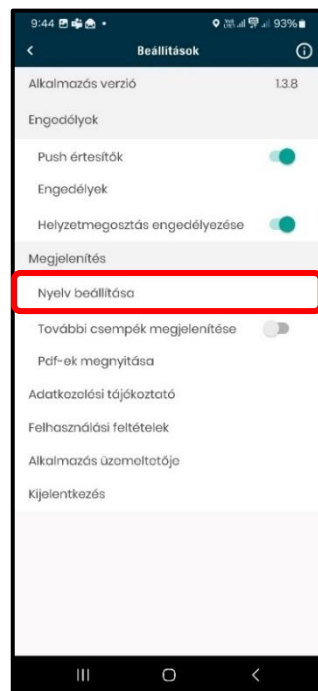 9:44 93%
Beállítások
Alkalmazás verzió 1.3.8
Engedélyek
Push értesítők
Engedélyek
Helyzetmegosztás engedélyezése
Megjelenítés
Nyelv beállítása
További csempék megjelenítése
Pdf-ek megnyitása
Adatkezelési tájékoztató
Felhasználási feltételek
Alkalmazás üzemeltetője
Kijelentkezés